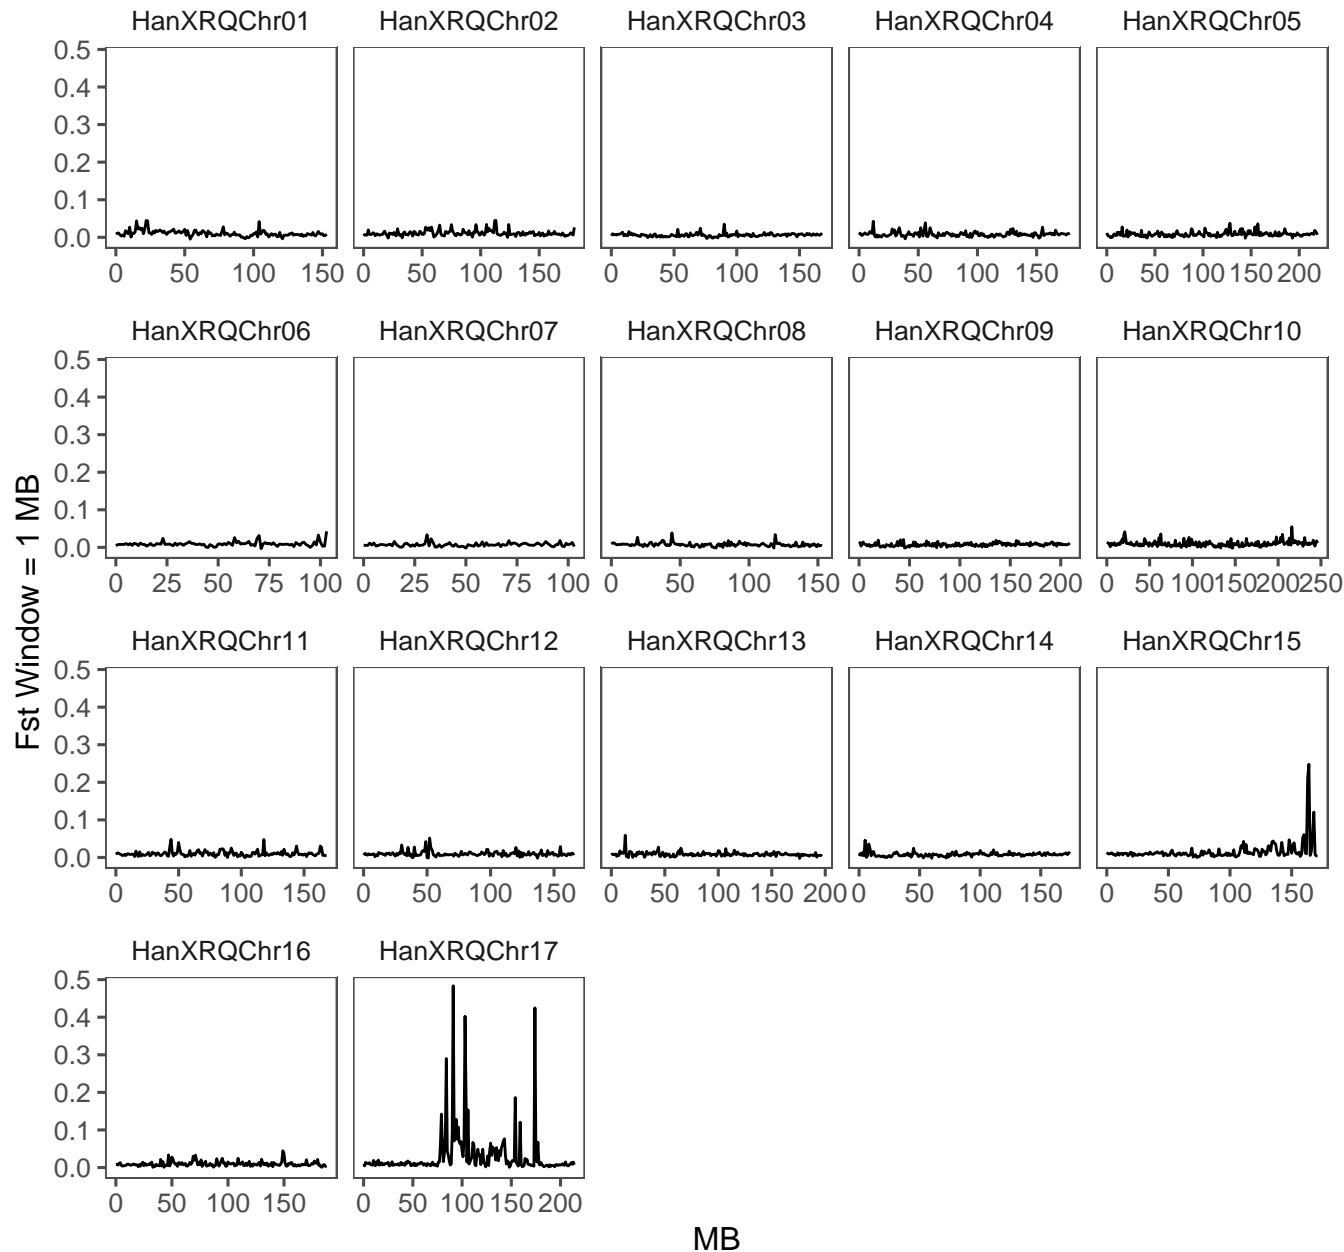 HanXRQChr01 HanXRQChr02 HanXRQChr03 HanXRQChr04 HanXRQChr05
0.5
0.4
0.3
0.2
0.1
0.0
0 50 100 150 0 50 100 150 0 50 100 150 0 50 100 150 0 50 100 150 200
HanXRQChr06 HanXRQChr07 HanXRQChr08 HanXRQChr09 HanXRQChr10
0.5
0.4
0.3
0.2
0.1
0.0
0 25 50 75 100 0 25 50 75 100 0 50 100 150 0 50 100 150 200 0 50 100 150 200 250
Fst Window = 1 MB
HanXRQChr11 HanXRQChr12 HanXRQChr13 HanXRQChr14 HanXRQChr15
0.5
0.4
0.3
0.2
0.1
0.0
0 50 100 150 0 50 100 150 0 50 100 150 200 0 50 100 150 0 50 100 150
HanXRQChr16 HanXRQChr17
0.5
0.4
0.3
0.2
0.1
0.0
0 50 100 150 0 50 100 150 200
MB